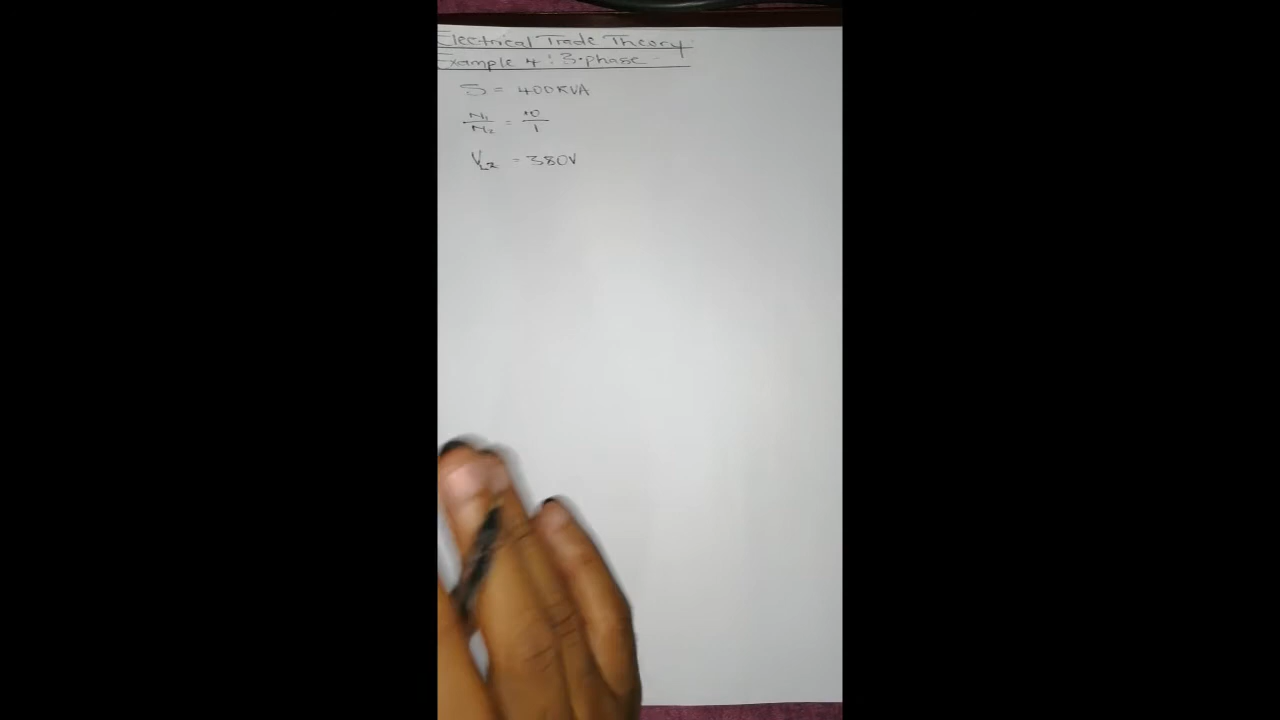 Electrical Trade Theory
Example 4: 3-phase
S = 400KVA
N1/N2 = 10/1
VL2 = 380V